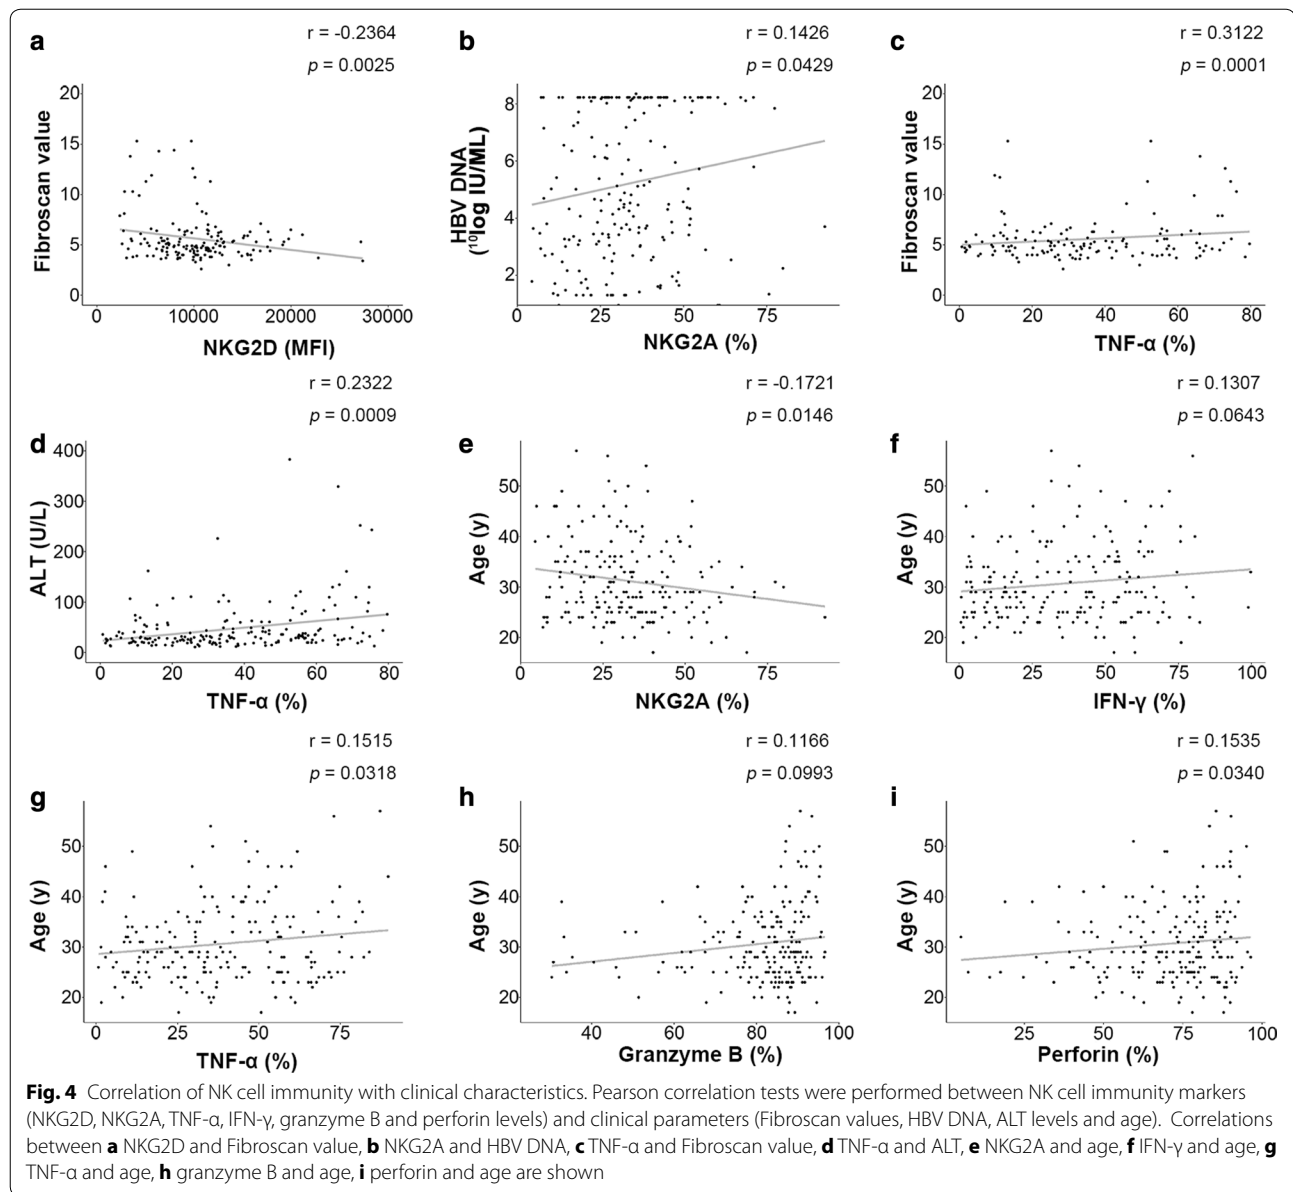 a
r = -0.2364
p = 0.0025
Fibroscan value
20
15
10
5
0
0 10000 20000 30000
NKG2D (MFI)
b
r = 0.1426
p = 0.0429
HBV DNA
(¹⁰log IU/ML)
8
6
4
2
0 25 50 75
NKG2A (%)
c
r = 0.3122
p = 0.0001
Fibroscan value
20
15
10
5
0
0 20 40 60 80
TNF-α (%)
d
r = 0.2322
p = 0.0009
ALT (U/L)
400
300
200
100
0
0 20 40 60 80
TNF-α (%)
e
r = -0.1721
p = 0.0146
Age (y)
50
40
30
20
0 25 50 75
NKG2A (%)
f
r = 0.1307
p = 0.0643
Age (y)
50
40
30
20
0 25 50 75 100
IFN-γ (%)
g
r = 0.1515
p = 0.0318
Age (y)
50
40
30
20
0 25 50 75
TNF-α (%)
h
r = 0.1166
p = 0.0993
Age (y)
50
40
30
20
40 60 80 100
Granzyme B (%)
i
r = 0.1535
p = 0.0340
Age (y)
50
40
30
20
25 50 75 100
Perforin (%)
Fig. 4 Correlation of NK cell immunity with clinical characteristics. Pearson correlation tests were performed between NK cell immunity markers
(NKG2D, NKG2A, TNF-α, IFN-γ, granzyme B and perforin levels) and clinical parameters (Fibroscan values, HBV DNA, ALT levels and age). Correlations
between a NKG2D and Fibroscan value, b NKG2A and HBV DNA, c TNF-α and Fibroscan value, d TNF-α and ALT, e NKG2A and age, f IFN-γ and age, g
TNF-α and age, h granzyme B and age, i perforin and age are shown